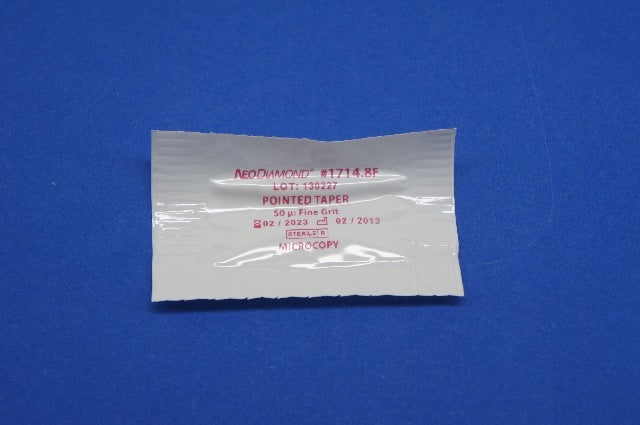 NEODIAMOND® #1714.8F
LOT: 130227
POINTED TAPER
50 µ: Fine Grit
02 / 2023 02 / 2013
STERILE R
MICROCOPY